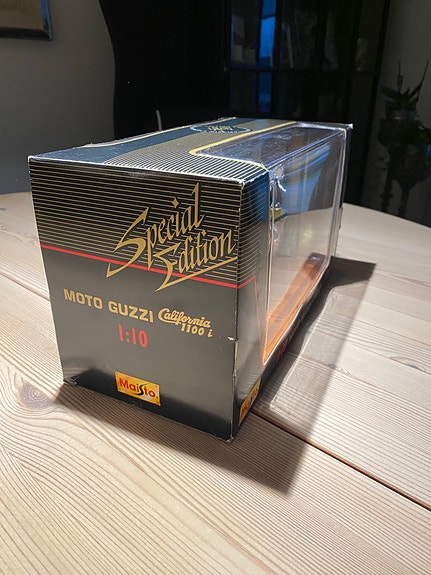 Special
Edition
MOTO GUZZI California
1100 i
1:10
Maisto